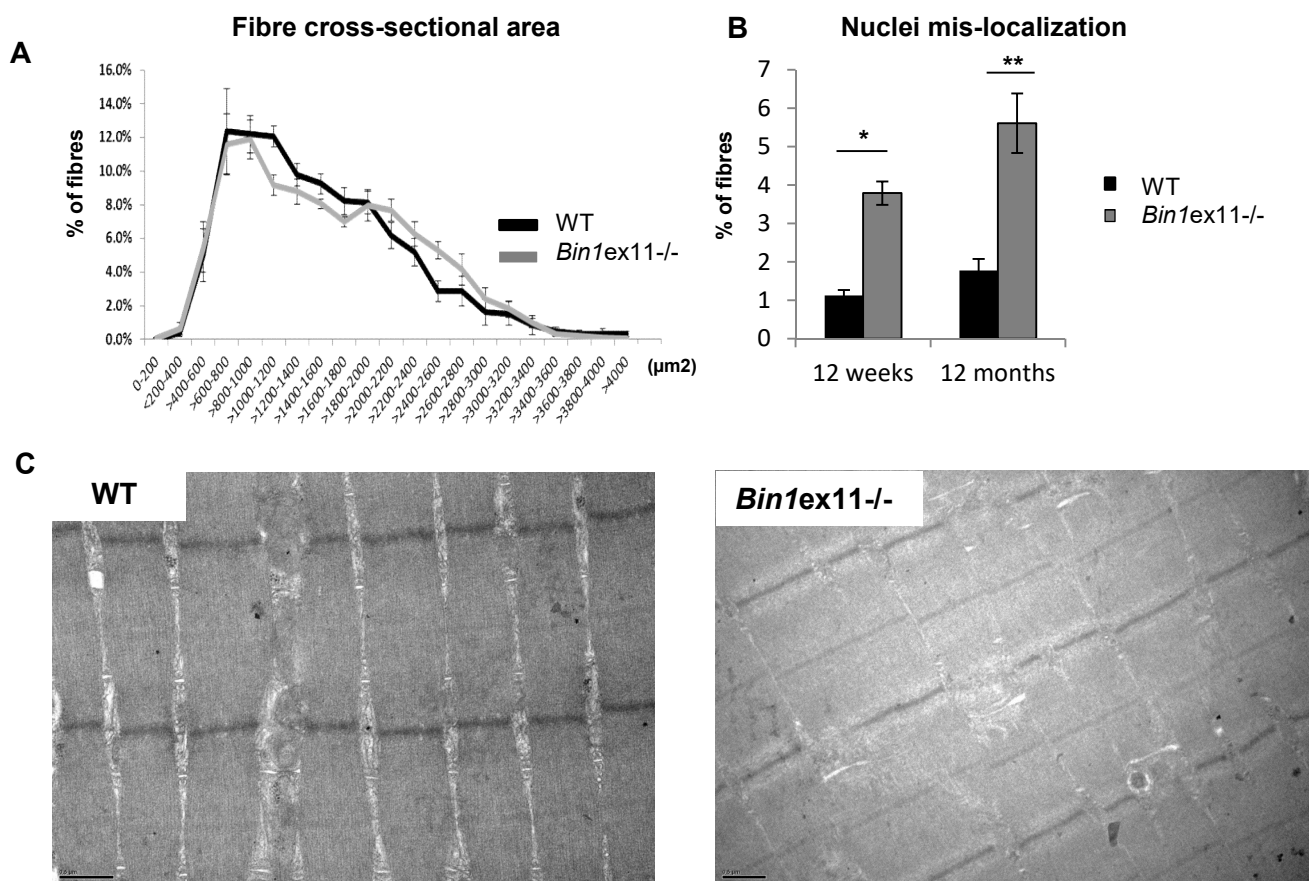 Fibre cross-sectional area
A
% of fibres
16.0%
14.0%
12.0%
10.0%
8.0%
6.0%
4.0%
2.0%
0.0%
0-200
<200-400
>400-600
>600-800
>800-1000
>1000-1200
>1200-1400
>1400-1600
>1600-1800
>1800-2000
>2000-2200
>2200-2400
>2400-2600
>2600-2800
>2800-3000
>3000-3200
>3200-3400
>3400-3600
>3600-3800
>3800-4000
>4000
(µm2)
WT
Bin1ex11-/-
B
Nuclei mis-localization
% of fibres
7
6
5
4
3
2
1
0
*
**
12 weeks
12 months
WT
Bin1ex11-/-
C
WT
Bin1ex11-/-